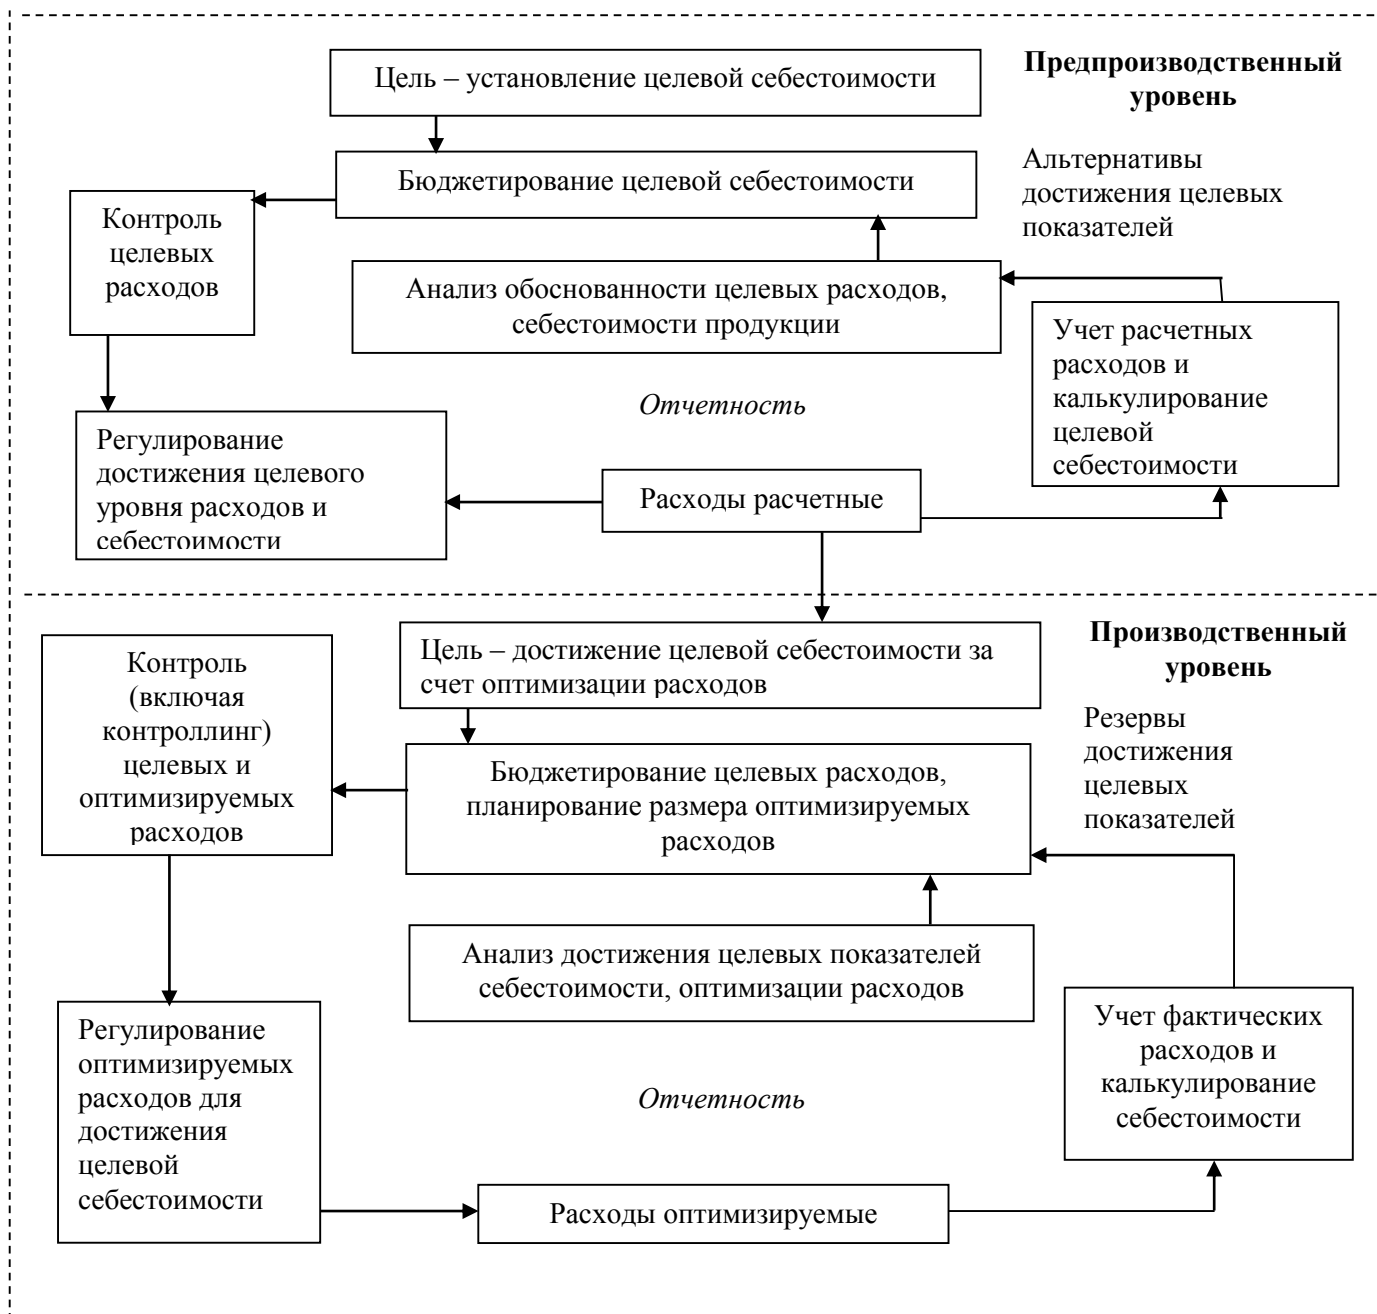 Цель – установление целевой себестоимости
Предпроизводственный
уровень
Бюджетирование целевой себестоимости
Альтернативы
достижения целевых
показателей
Контроль
целевых
расходов
Анализ обоснованности целевых расходов,
себестоимости продукции
Учет расчетных
расходов и
калькулирование
целевой
себестоимости
Отчетность
Регулирование
достижения целевого
уровня расходов и
себестоимости
Расходы расчетные
Производственный
уровень
Цель – достижение целевой себестоимости за
счет оптимизации расходов
Контроль
(включая
контроллинг)
целевых и
оптимизируемых
расходов
Резервы
достижения
целевых
показателей
Бюджетирование целевых расходов,
планирование размера оптимизируемых
расходов
Анализ достижения целевых показателей
себестоимости, оптимизации расходов
Регулирование
оптимизируемых
расходов для
достижения
целевой
себестоимости
Учет фактических
расходов и
калькулирование
себестоимости
Отчетность
Расходы оптимизируемые